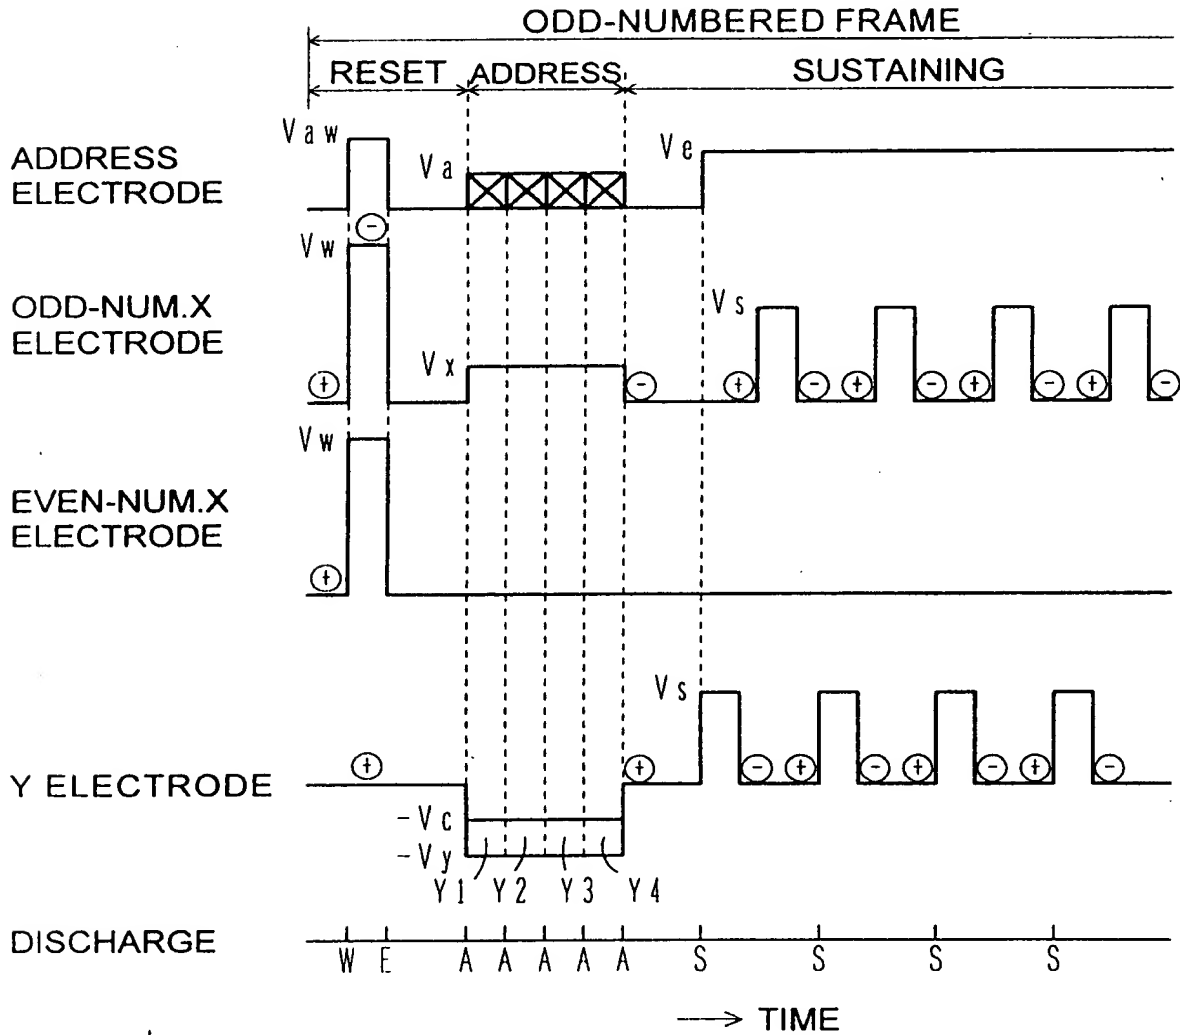 ODD-NUMBERED FRAME
RESET ADDRESS SUSTAINING
Vaw
ADDRESS
ELECTRODE
Va
Ve
⊖
Vw
ODD-NUM.X
ELECTRODE
Vs
Vx
⊕ ⊖ ⊕ ⊖ ⊕ ⊖ ⊕ ⊖ ⊕ ⊖
Vw
EVEN-NUM.X
ELECTRODE
⊕
Vs
⊕ ⊕ ⊖ ⊕ ⊖ ⊕ ⊖ ⊕ ⊖
Y ELECTRODE
-Vc
-Vy
Y1 Y2 Y3 Y4
DISCHARGE
W E A A A A A S S S S
→ TIME